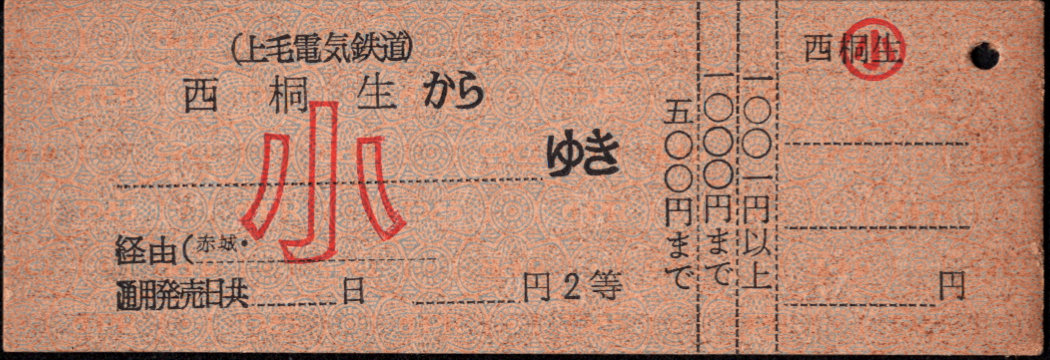 (上毛電気鉄道)
西桐生から
小
ゆき
経由(赤城・
通用発売日共 日 円2等
五〇〇円まで
一〇〇〇円まで
一〇〇一円以上
西桐生
小
円